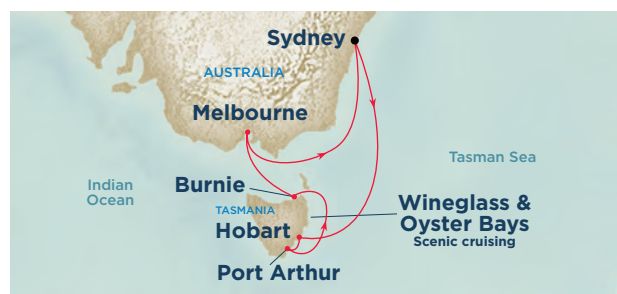 Sydney
AUSTRALIA
Melbourne
Tasman Sea
Indian
Ocean
Burnie
TASMANIA
Wineglass &
Oyster Bays
Scenic cruising
Hobart
Port Arthur